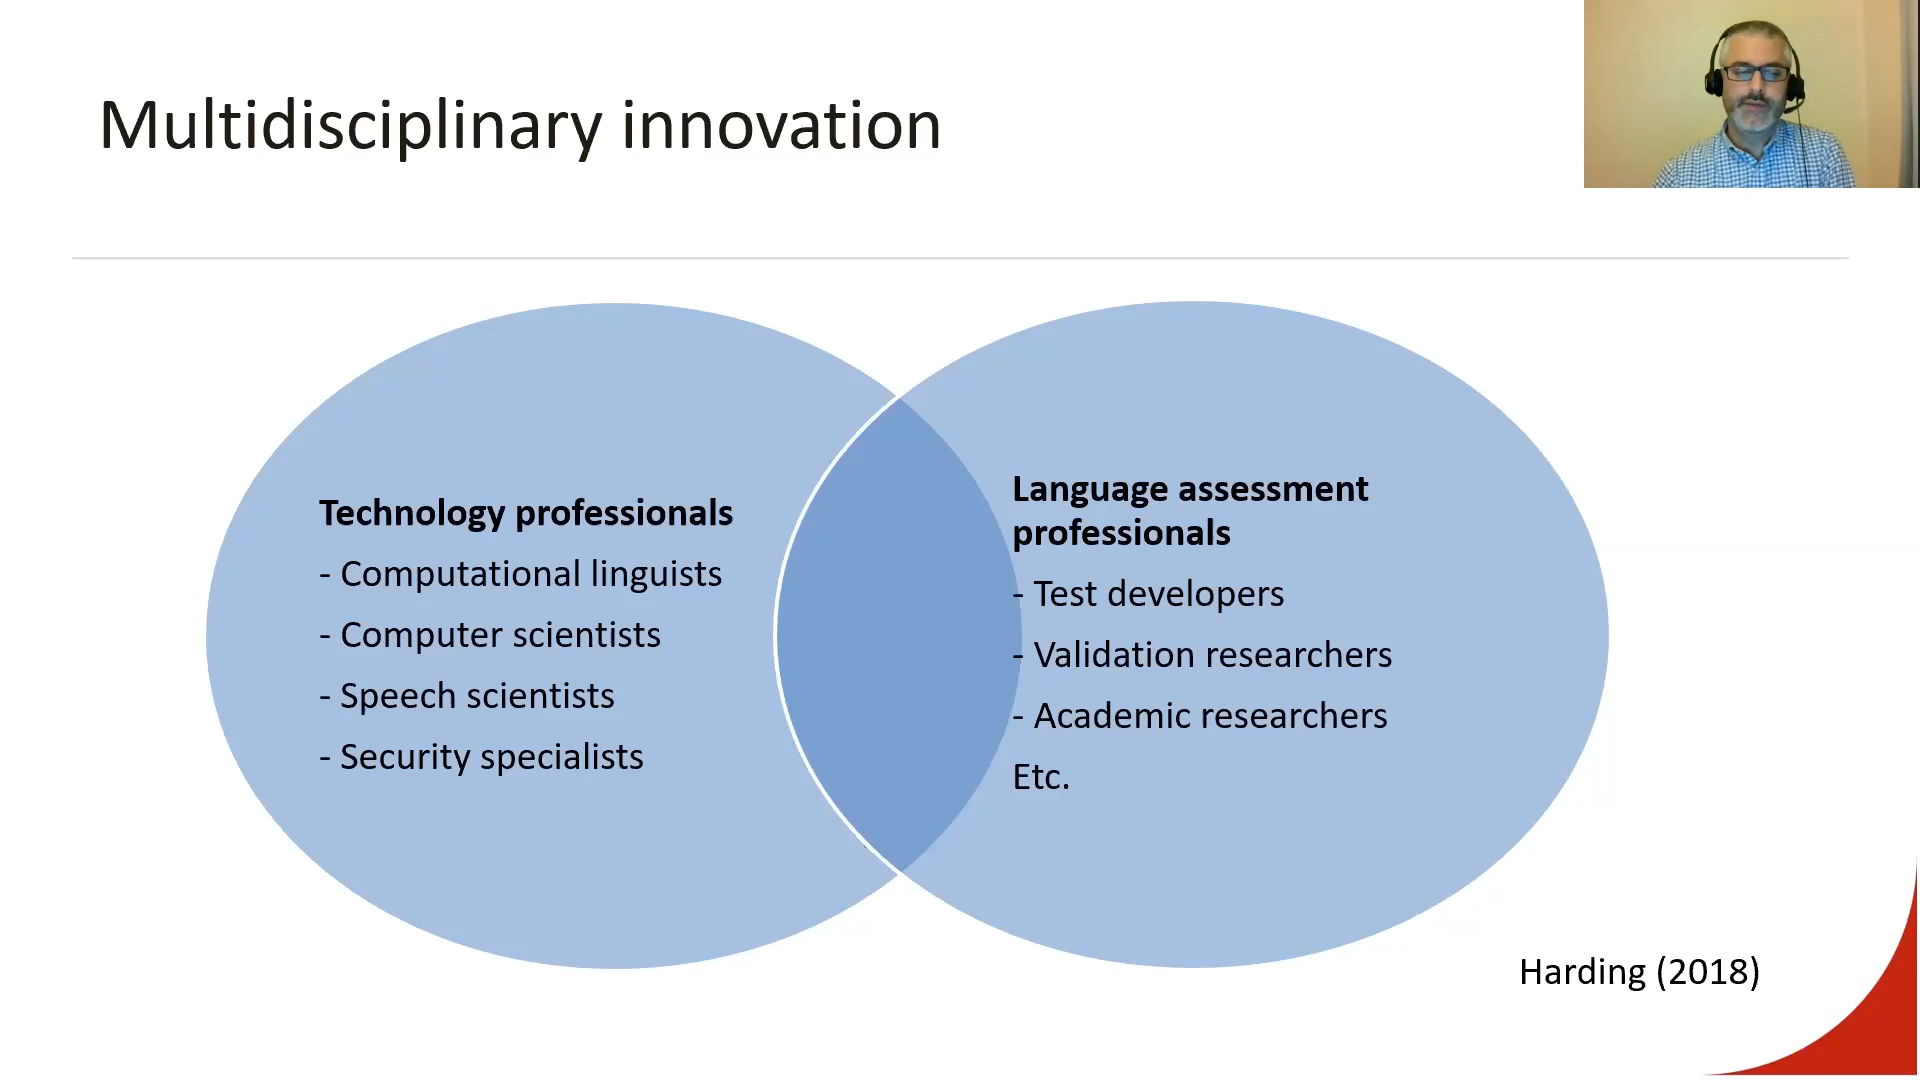 Multidisciplinary innovation
Technology professionals
- Computational linguists
- Computer scientists
- Speech scientists
- Security specialists
Language assessment
professionals
- Test developers
- Validation researchers
- Academic researchers
Etc.
Harding (2018)